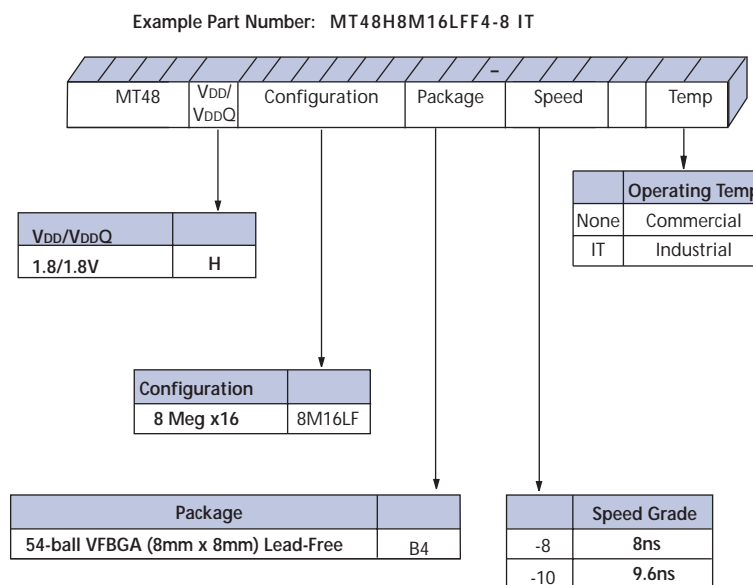 Example Part Number: MT48H8M16LFF4-8 IT
-
MT48 VDD/ VDDQ Configuration Package Speed Temp
Operating Temp
None Commercial
IT Industrial
VDD/VDDQ
1.8/1.8V H
Configuration
8 Meg x16 8M16LF
Package
54-ball VFBGA (8mm x 8mm) Lead-Free B4
Speed Grade
-8 8ns
-10 9.6ns